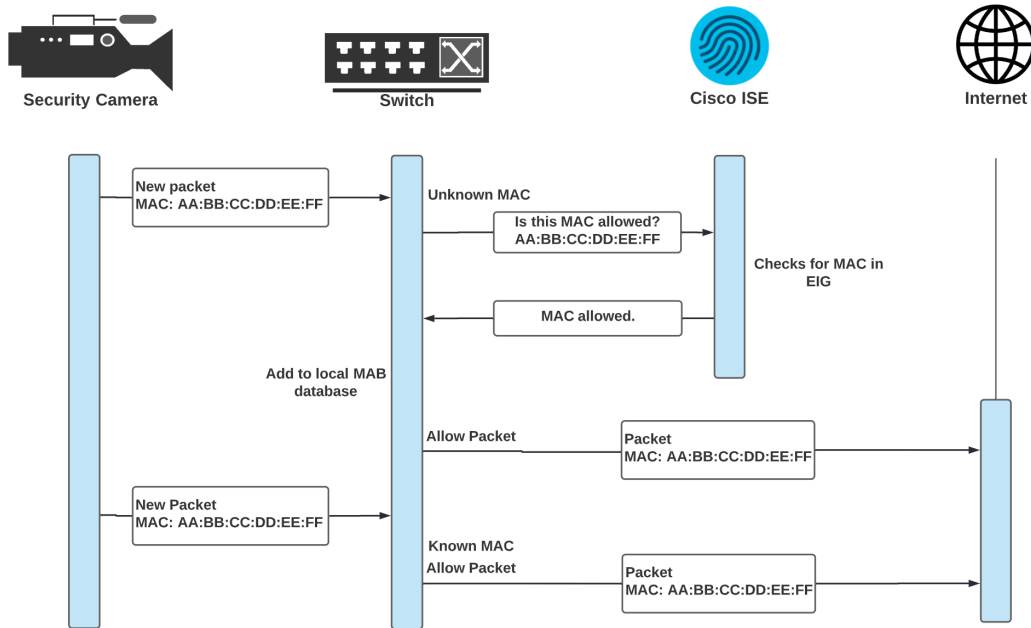 Security Camera
Switch
Cisco ISE
Internet
New packet
MAC: AA:BB:CC:DD:EE:FF
Unknown MAC
Is this MAC allowed?
AA:BB:CC:DD:EE:FF
Checks for MAC in
EIG
MAC allowed.
Add to local MAB
database
Allow Packet
Packet
MAC: AA:BB:CC:DD:EE:FF
New Packet
MAC: AA:BB:CC:DD:EE:FF
Known MAC
Allow Packet
Packet
MAC: AA:BB:CC:DD:EE:FF